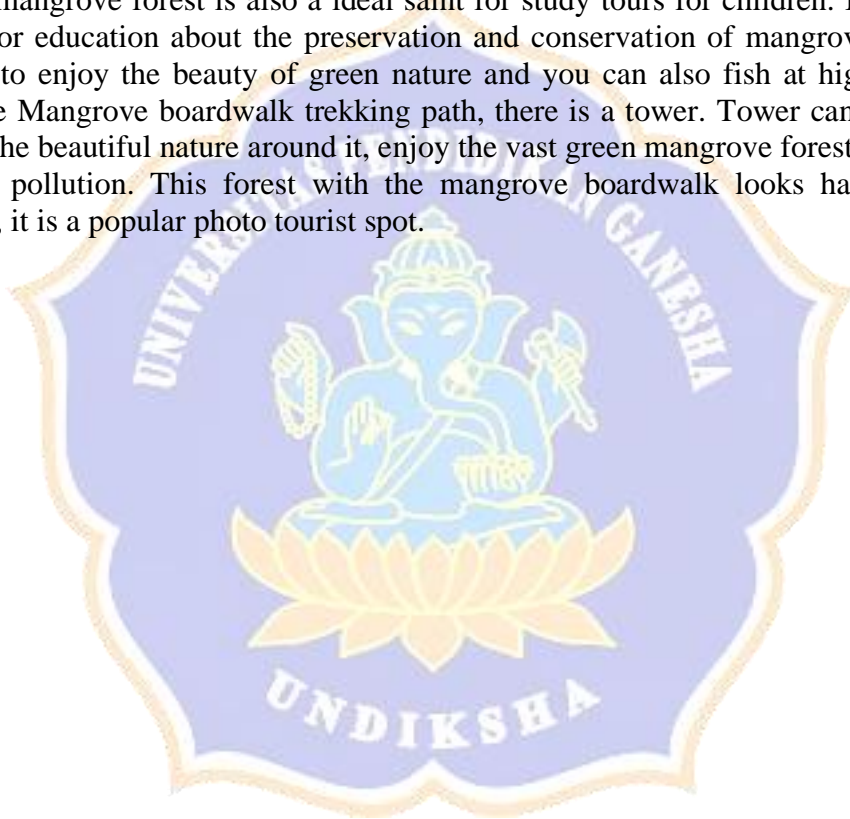 mangrove forest is also a ideal saint for study tours for children.
or education about the preservation and conservation of mangrov
to enjoy the beauty of green nature and you can also fish at hig
e Mangrove boardwalk trekking path, there is a tower. Tower can
he beautiful nature around it, enjoy the vast green mangrove forest
pollution. This forest with the mangrove boardwalk looks ha
, it is a popular photo tourist spot.
UNIVERSITAS PENDIDIKAN GANESHA
UNDIKSHA